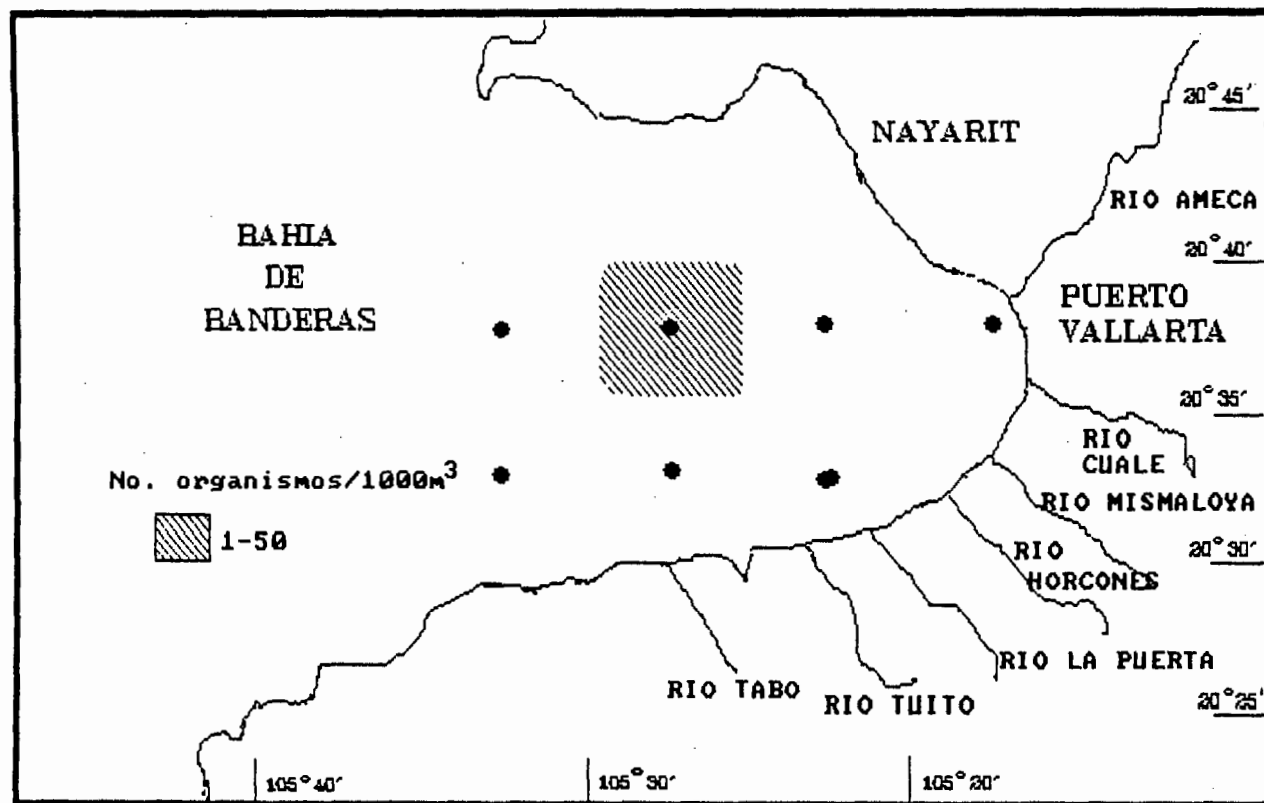 NAYARIT
20°45'
RIO AMECA
20°40'
BAHIA
DE
BANDERAS
PUERTO
VALLARTA
20°35'
RIO
CUALE
No. organismos/1000m³
1-50
RIO MISMALOYA
20°30'
RIO
HORCONES
RIO LA PUERTA
RIO TABO
RIO TUITO
20°25'
105°40'
105°30'
105°20'